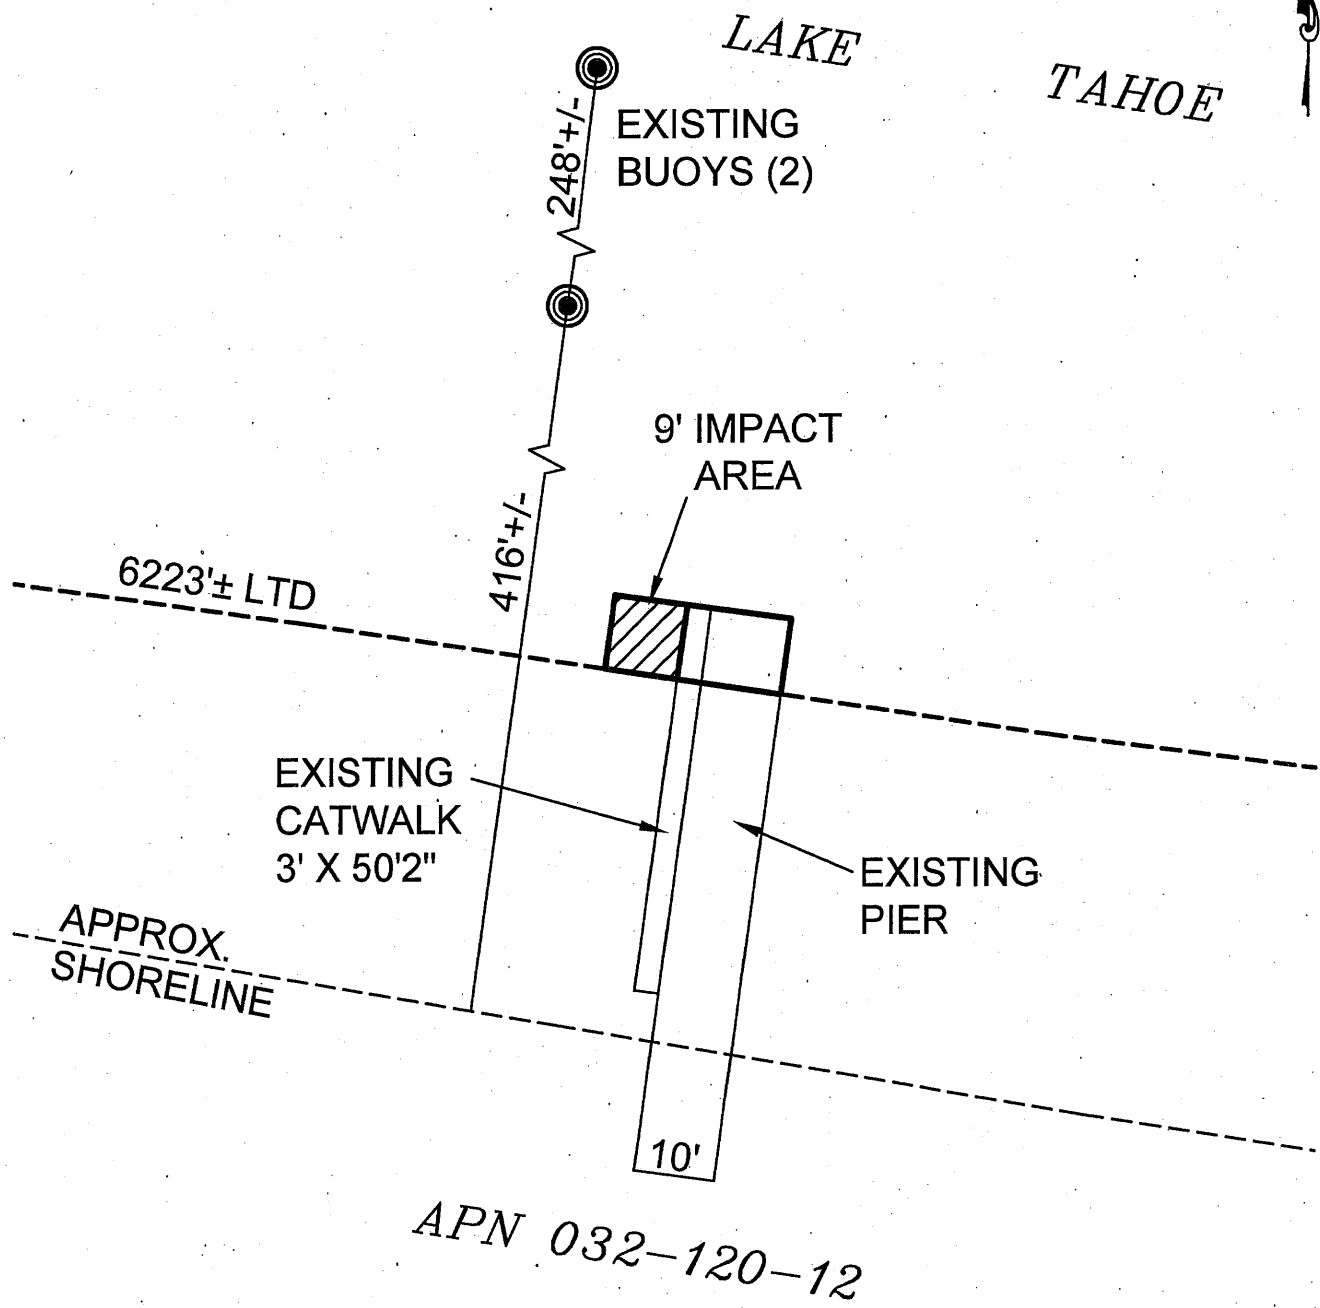 LAKE
TAHOE
248'+/-
EXISTING
BUOYS (2)
9' IMPACT
AREA
416'+/-
6223'± LTD
EXISTING
CATWALK
3' X 50'2"
EXISTING
PIER
APPROX.
SHORELINE
10'
APN 032-120-12